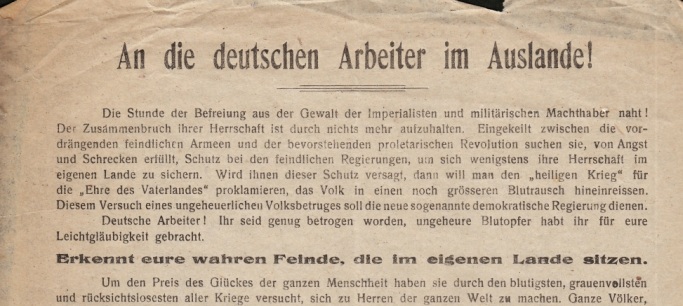 An die deutschen Arbeiter im Auslande!
Die Stunde der Befreiung aus der Gewalt der Imperialisten und militärischen Machthaber naht!
Der Zusammenbruch ihrer Herrschaft ist durch nichts mehr aufzuhalten. Eingekeilt zwischen die vor-
drängenden feindlichen Armeen und der bevorstehenden proletarischen Revolution suchen sie, von Angst
und Schrecken erfüllt, Schutz bei den feindlichen Regierungen, um sich wenigstens ihre Herrschaft im
eigenen Lande zu sichern. Wird ihnen dieser Schutz versagt, dann will man den „heiligen Krieg“ für
die „Ehre des Vaterlandes“ proklamieren, das Volk in einen noch grösseren Blutrausch hineinreissen.
Diesem Versuch eines ungeheuerlichen Volksbetruges soll die neue sogenannte demokratische Regierung dienen.
Deutsche Arbeiter! Ihr seid genug betrogen worden, ungeheure Blutopfer habt ihr für eure
Leichtgläubigkeit gebracht.
Erkennt eure wahren Feinde, die im eigenen Lande sitzen.
Um den Preis des Glückes der ganzen Menschheit haben sie durch den blutigsten, grauenvollsten
und rücksichtslosesten aller Kriege versucht, sich zu Herren der ganzen Welt zu machen. Ganze Völker,